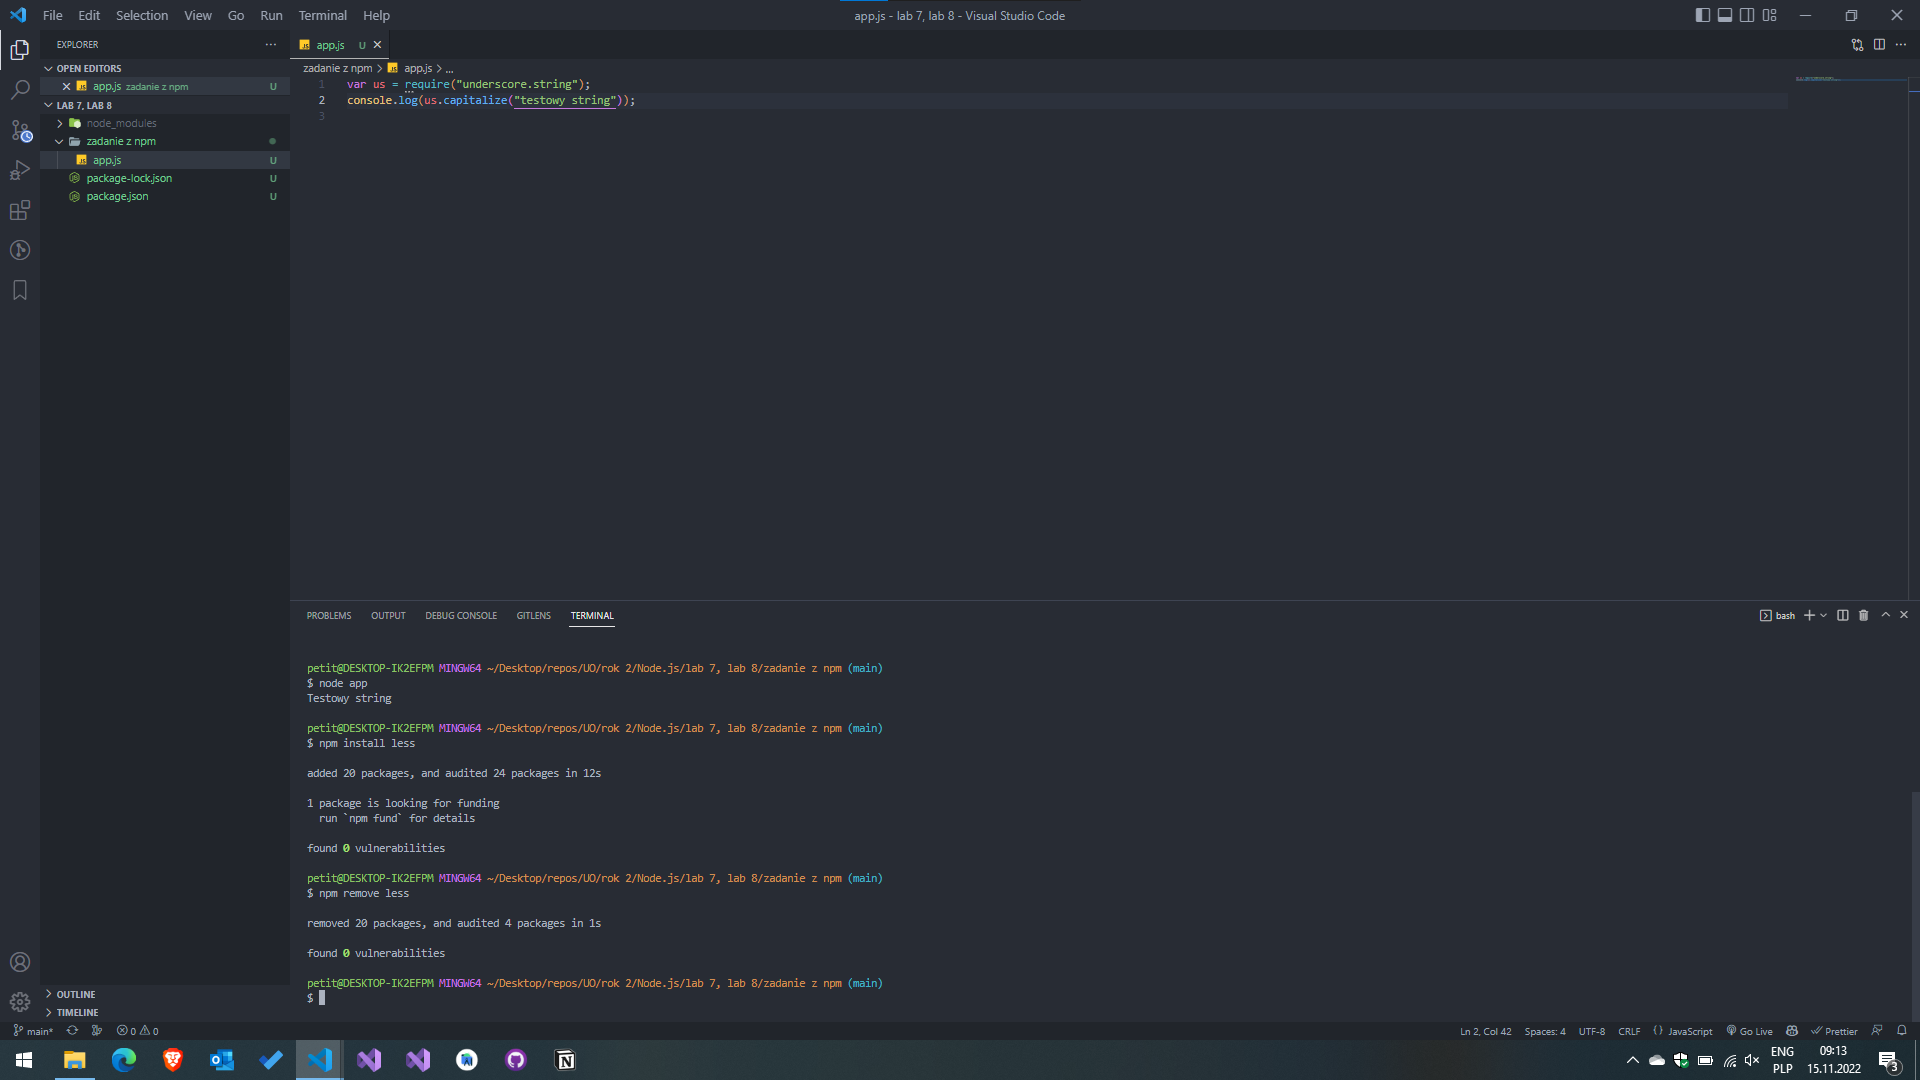 File Edit Selection View Go Run Terminal Help
app.js - lab 7, lab 8 - Visual Studio Code
EXPLORER
app.js U
OPEN EDITORS
app.js zadanie z npm U
zadanie z npm > app.js > ...
LAB 7, LAB 8
node_modules
zadanie z npm
app.js U
package-lock.json U
package.json U
1 var us = require("underscore.string");
2 console.log(us.capitalize("testowy string"));
3
PROBLEMS OUTPUT DEBUG CONSOLE GITLENS TERMINAL
bash
petit@DESKTOP-IK2EFPM MINGW64 ~/Desktop/repos/UO/rok 2/Node.js/lab 7, lab 8/zadanie z npm (main)
$ node app
Testowy string
petit@DESKTOP-IK2EFPM MINGW64 ~/Desktop/repos/UO/rok 2/Node.js/lab 7, lab 8/zadanie z npm (main)
$ npm install less
added 20 packages, and audited 24 packages in 12s
1 package is looking for funding
run `npm fund` for details
found 0 vulnerabilities
petit@DESKTOP-IK2EFPM MINGW64 ~/Desktop/repos/UO/rok 2/Node.js/lab 7, lab 8/zadanie z npm (main)
$ npm remove less
removed 20 packages, and audited 4 packages in 1s
found 0 vulnerabilities
petit@DESKTOP-IK2EFPM MINGW64 ~/Desktop/repos/UO/rok 2/Node.js/lab 7, lab 8/zadanie z npm (main)
$
OUTLINE
TIMELINE
main* 0 0
Ln 2, Col 42 Spaces: 4 UTF-8 CRLF JavaScript Go Live Prettier
ENG
PLP
09:13
15.11.2022
3